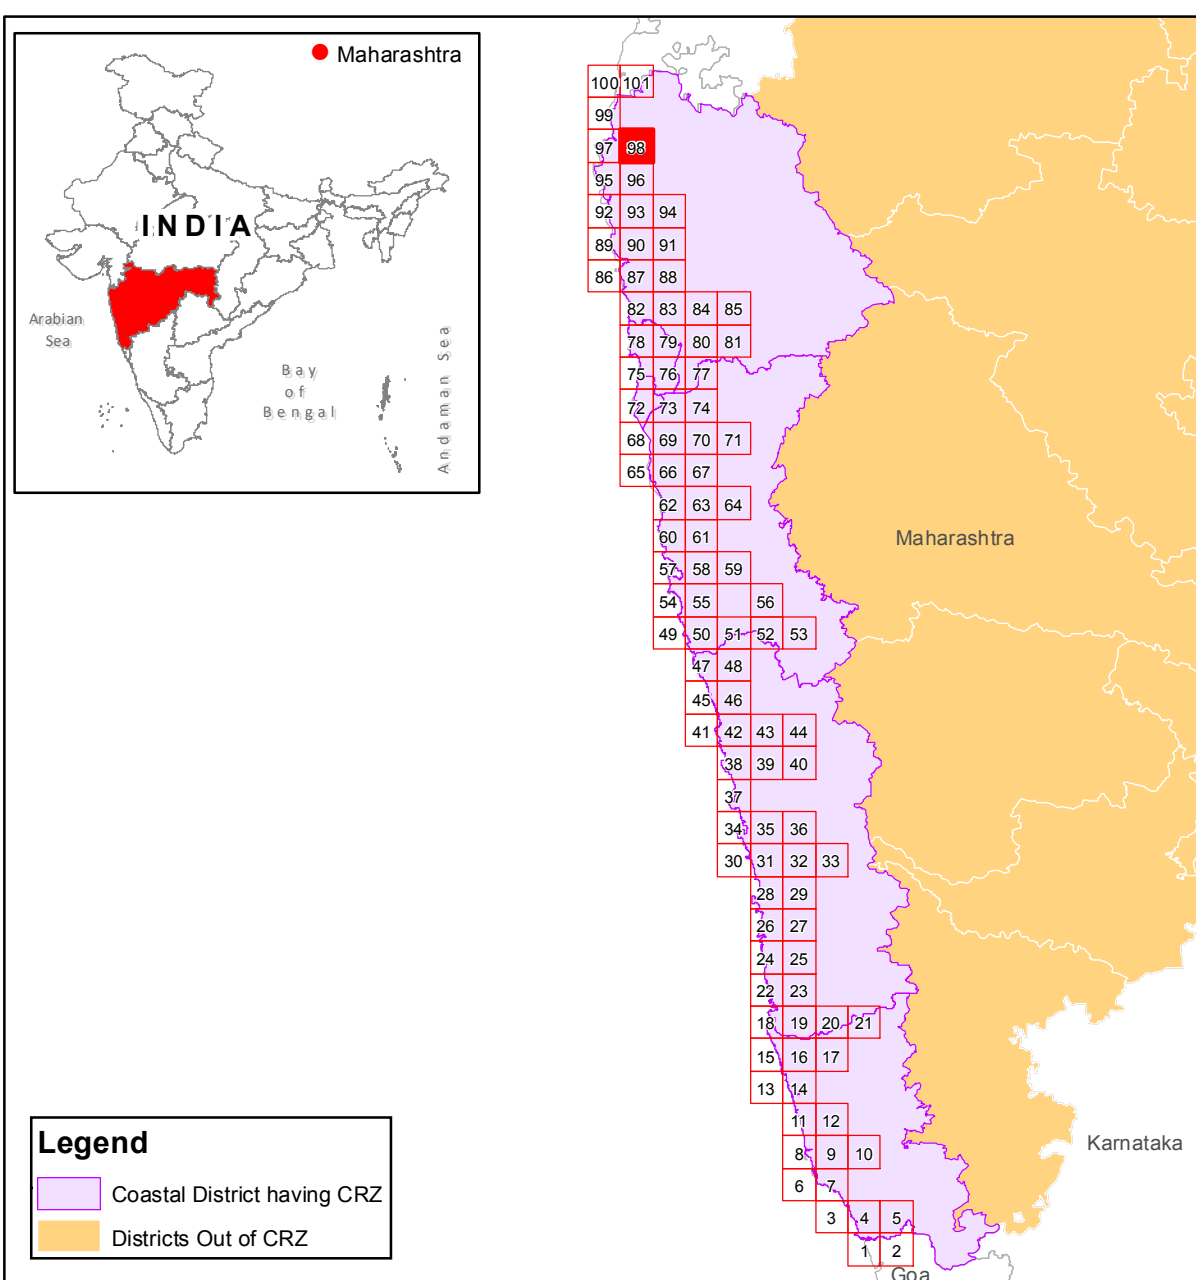 Maharashtra
INDIA
Arabian
Sea
Bay
of
Bengal
Andaman Sea
100 101
99
97 98
95 96
92 93 94
89 90 91
86 87 88
82 83 84 85
78 79 80 81
75 76 77
72 73 74
68 69 70 71
65 66 67
62 63 64
60 61
Maharashtra
57 58 59
54 55 56
49 50 51 52 53
47 48
45 46
41 42 43 44
38 39 40
37
34 35 36
30 31 32 33
28 29
26 27
24 25
22 23
18 19 20 21
15 16 17
13 14
11 12
8 9 10
Karnataka
6 7
3 4 5
1 2
Goa
Legend
Coastal District having CRZ
Districts Out of CRZ